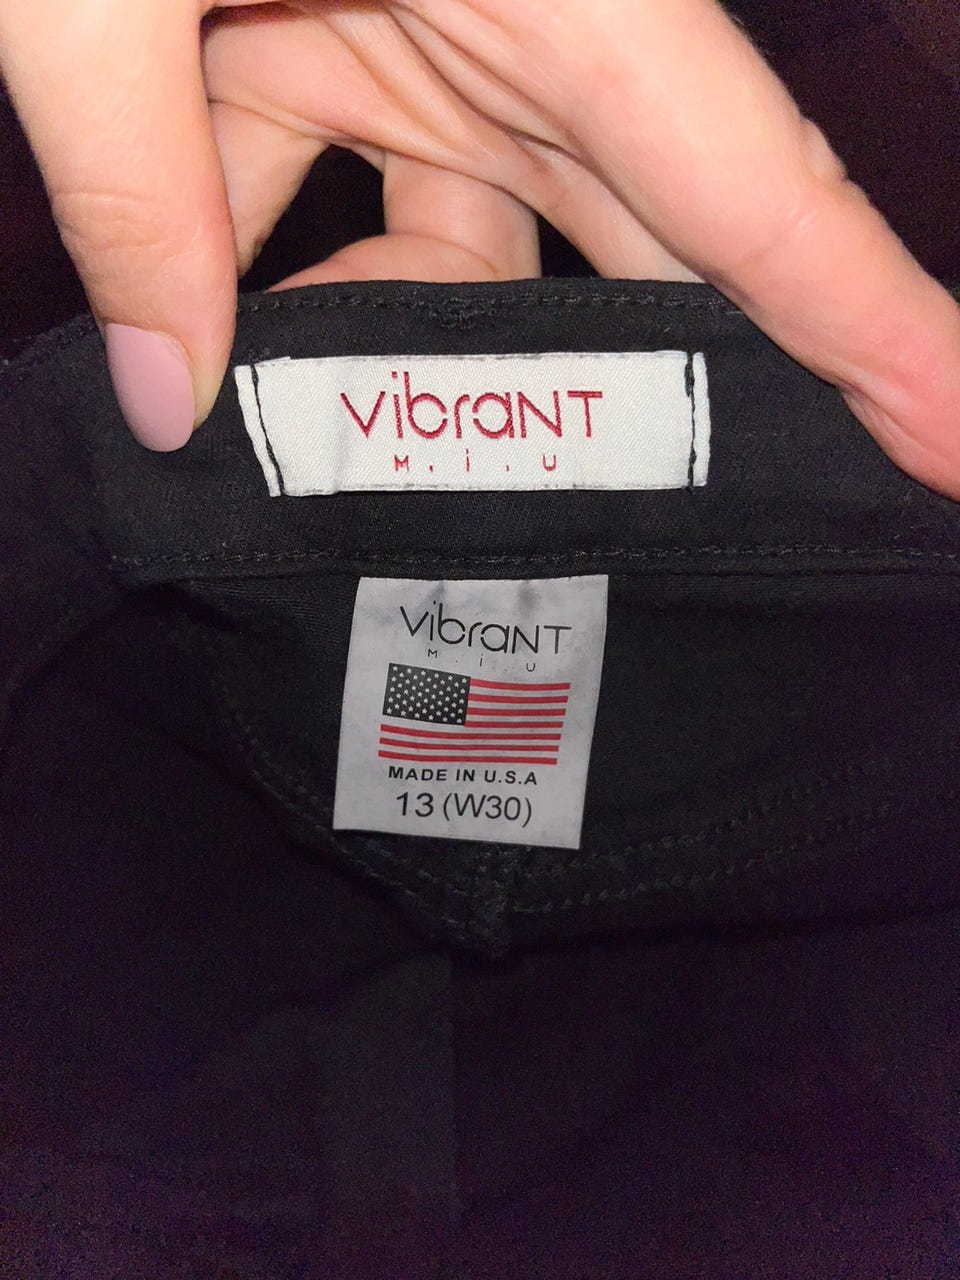 vibraNT
M.i.U
vibraNT
M.i.U
MADE IN U.S.A
13 (W30)